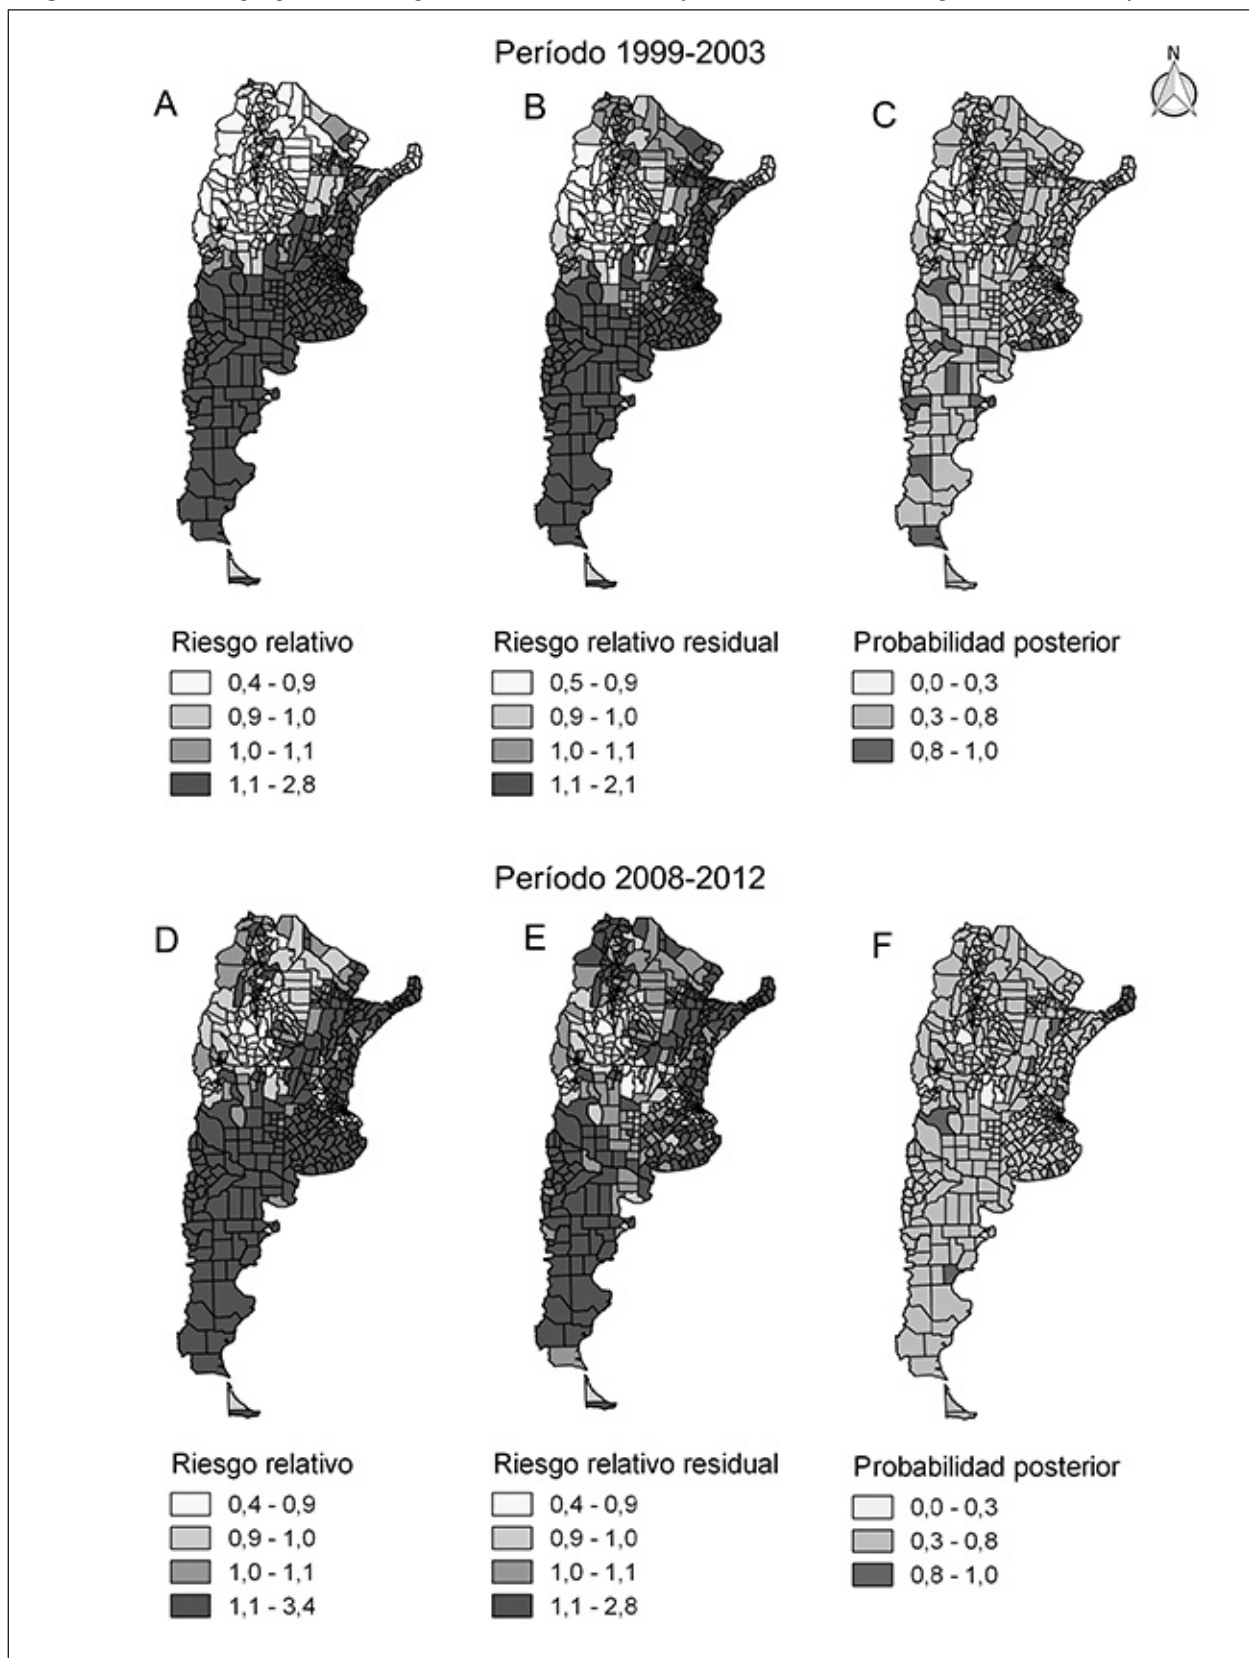 Período 1999-2003
N
A
B
C
Riesgo relativo
0,4 - 0,9
0,9 - 1,0
1,0 - 1,1
1,1 - 2,8
Riesgo relativo residual
0,5 - 0,9
0,9 - 1,0
1,0 - 1,1
1,1 - 2,1
Probabilidad posterior
0,0 - 0,3
0,3 - 0,8
0,8 - 1,0
Período 2008-2012
D
E
F
Riesgo relativo
0,4 - 0,9
0,9 - 1,0
1,0 - 1,1
1,1 - 3,4
Riesgo relativo residual
0,4 - 0,9
0,9 - 1,0
1,0 - 1,1
1,1 - 2,8
Probabilidad posterior
0,0 - 0,3
0,3 - 0,8
0,8 - 1,0